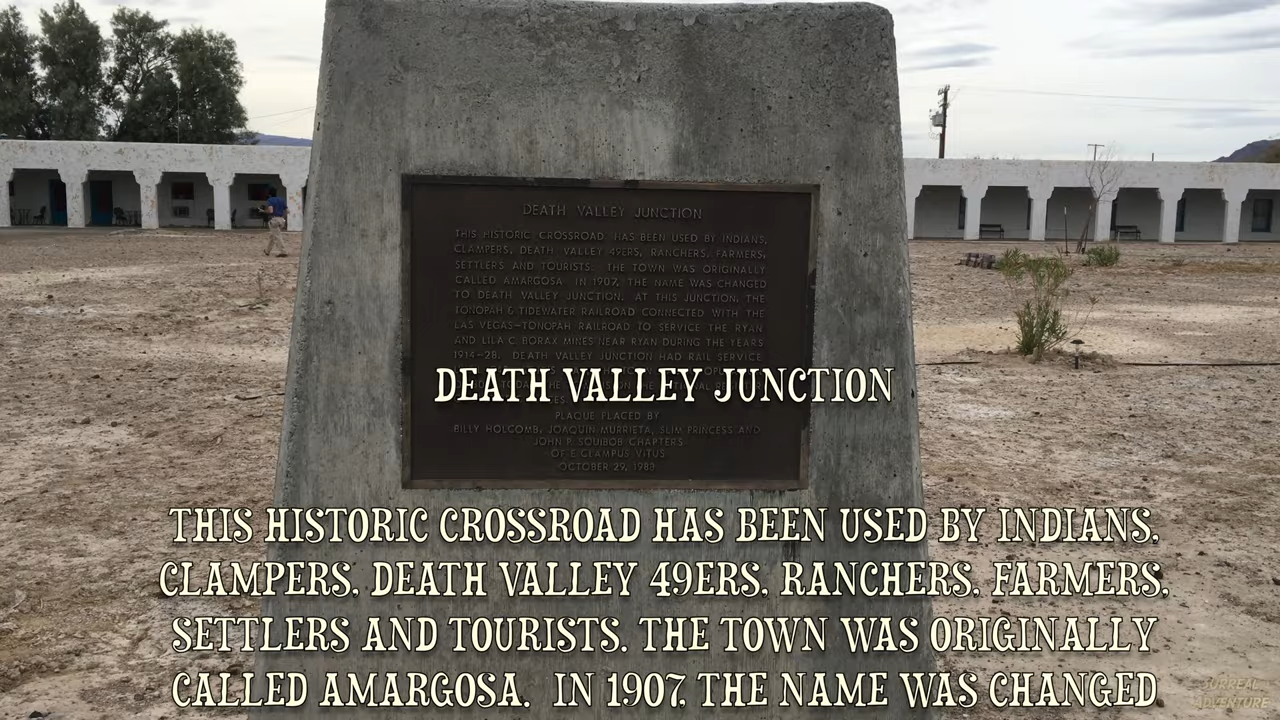 DEATH VALLEY JUNCTION
THIS HISTORIC CROSSROAD. HAS BEEN USED BY INDIANS,
CLAMPERS, DEATH VALLEY 49ERS, RANCHERS, FARMERS,
SETTLERS AND TOURISTS. THE TOWN WAS ORIGINALLY
CALLED AMARGOSA. IN 1907, THE NAME WAS CHANGED
TO DEATH VALLEY JUNCTION. AT THIS JUNCTION, THE
TONOPAH & TIDEWATER RAILROAD CONNECTED WITH THE
LAS VEGAS-TONOPAH RAILROAD TO SERVICE THE RYAN
AND LILA C. BORAX MINES NEAR RYAN DURING THE YEARS
1914-28. DEATH VALLEY JUNCTION HAD RAIL SERVICE
DEATH VALLEY JUNCTION
PLAQUE PLACED BY
BILLY HOLCOMB, JOAQUIN MURRIETA, SLIM PRINCESS AND
JOHN P. SQUIBOB CHAPTERS
OF E CLAMPUS VITUS
OCTOBER 29, 1983
THIS HISTORIC CROSSROAD HAS BEEN USED BY INDIANS,
CLAMPERS, DEATH VALLEY 49ERS, RANCHERS, FARMERS,
SETTLERS AND TOURISTS. THE TOWN WAS ORIGINALLY
CALLED AMARGOSA. IN 1907, THE NAME WAS CHANGED
SURREAL
ADVENTURE